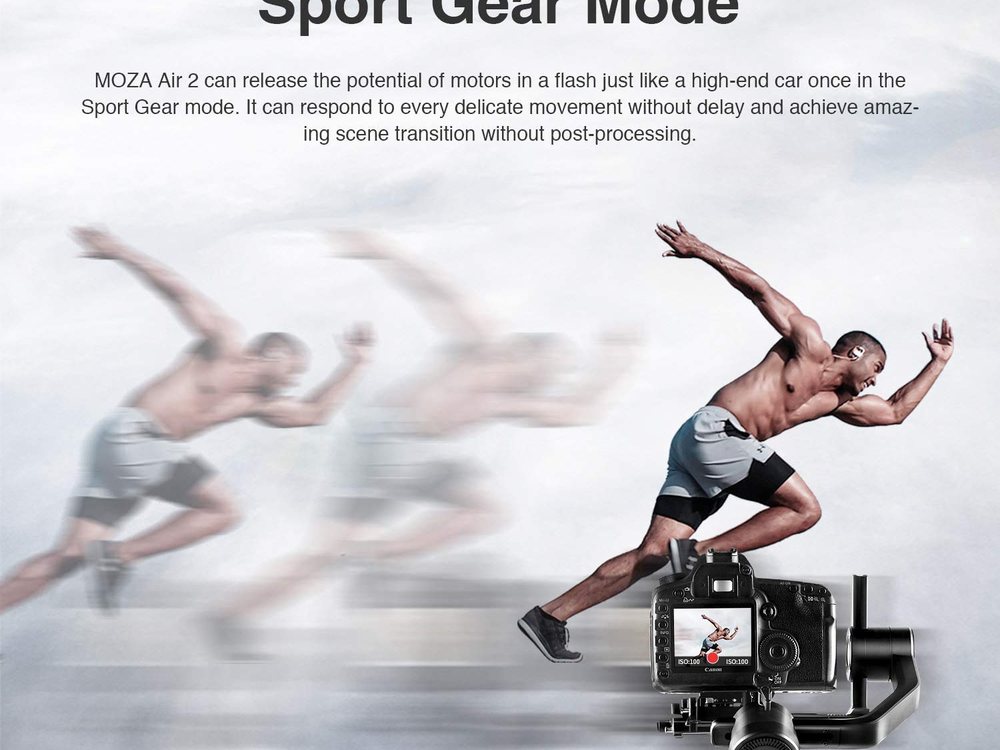 Sport Gear Mode
MOZA Air 2 can release the potential of motors in a flash just like a high-end car once in the
Sport Gear mode. It can respond to every delicate movement without delay and achieve amaz-
ing scene transition without post-processing.
ISO:100 ISO:100
Canon